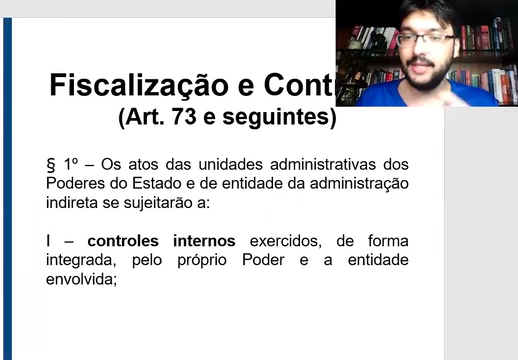 Fiscalização e Cont
(Art. 73 e seguintes)
§ 1º – Os atos das unidades administrativas dos
Poderes do Estado e de entidade da administração
indireta se sujeitarão a:
I – controles internos exercidos, de forma
integrada, pelo próprio Poder e a entidade
envolvida;